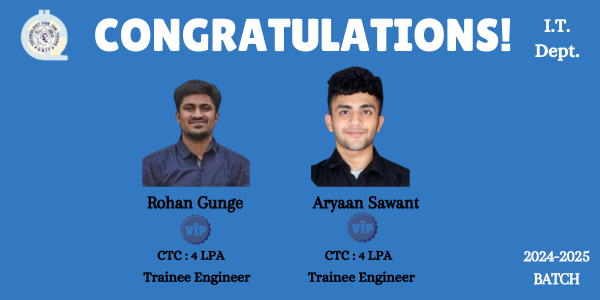 CONGRATULATIONS!
I.T.
Dept.
Rohan Gunge
Aryaan Sawant
VIP
VIP
CTC : 4 LPA
CTC : 4 LPA
Trainee Engineer
Trainee Engineer
2024-2025
BATCH